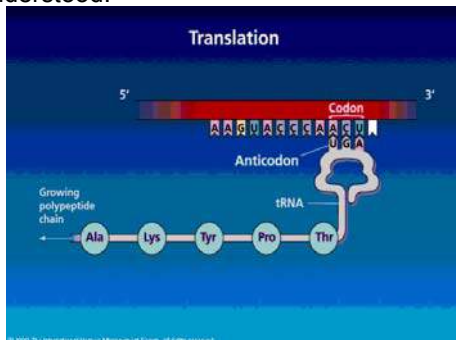 Translation
5' 3'
Codon
A A G U A C C C A A C U
U G A
Anticodon
tRNA
Growing
polypeptide
chain
Ala Lys Tyr Pro Thr